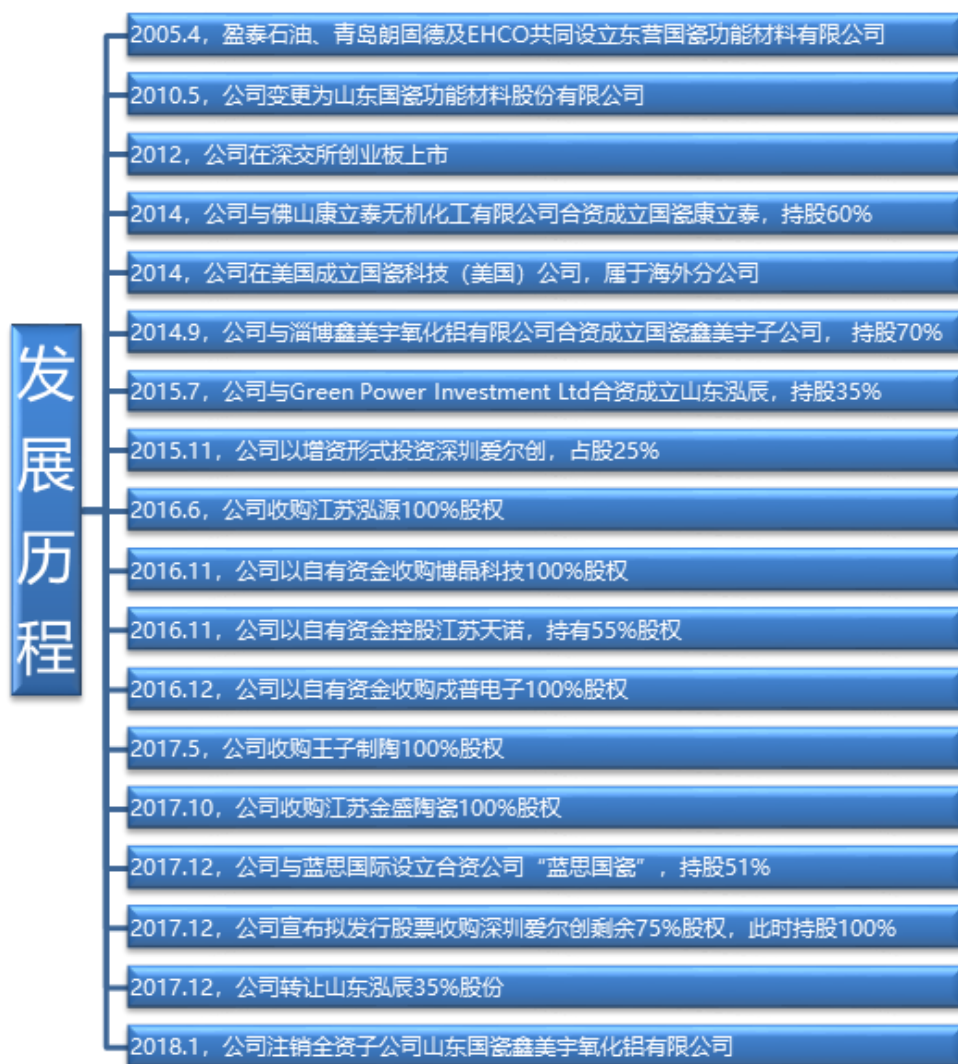 发展历程
2005.4，盈泰石油、青岛朗固德及EHCO共同设立东营国瓷功能材料有限公司
2010.5，公司变更为山东国瓷功能材料股份有限公司
2012，公司在深交所创业板上市
2014，公司与佛山康立泰无机化工有限公司合资成立国瓷康立泰，持股60%
2014，公司在美国成立国瓷科技（美国）公司，属于海外分公司
2014.9，公司与淄博鑫美宇氧化铝有限公司合资成立国瓷鑫美宇子公司， 持股70%
2015.7，公司与Green Power Investment Ltd合资成立山东泓辰，持股35%
2015.11，公司以增资形式投资深圳爱尔创，占股25%
2016.6，公司收购江苏泓源100%股权
2016.11，公司以自有资金收购博晶科技100%股权
2016.11，公司以自有资金控股江苏天诺，持有55%股权
2016.12，公司以自有资金收购戍普电子100%股权
2017.5，公司收购王子制陶100%股权
2017.10，公司收购江苏金盛陶瓷100%股权
2017.12，公司与蓝思国际设立合资公司“蓝思国瓷”，持股51%
2017.12，公司宣布拟发行股票收购深圳爱尔创剩余75%股权，此时持股100%
2017.12，公司转让山东泓辰35%股份
2018.1，公司注销全资子公司山东国瓷鑫美宇氧化铝有限公司